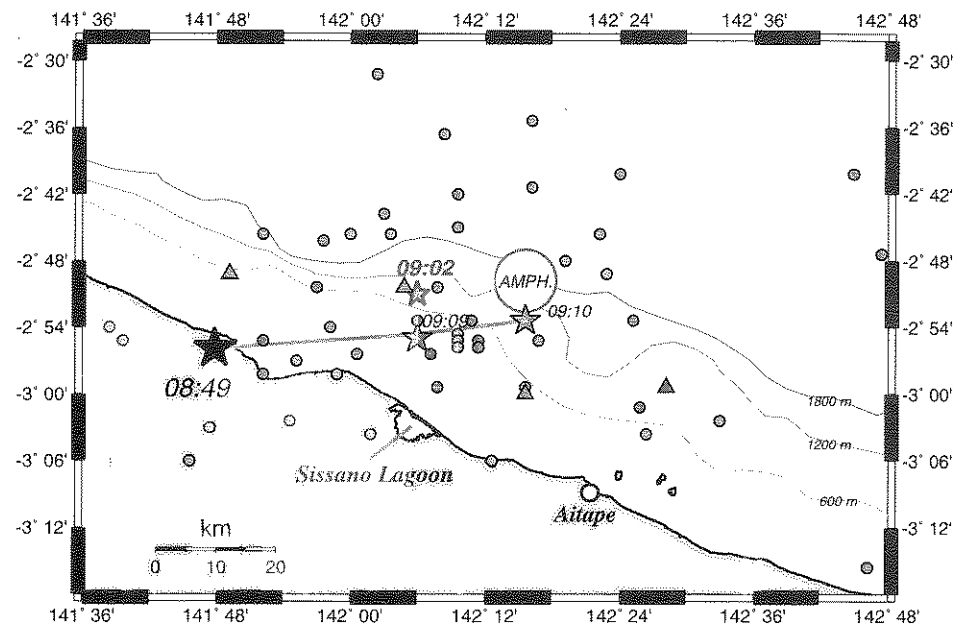 141° 36' 141° 48' 142° 00' 142° 12' 142° 24' 142° 36' 142° 48'
-2° 30' -2° 30'
-2° 36' -2° 36'
-2° 42' -2° 42'
-2° 48' -2° 48'
09:02 AMPH.
09:09 09:10
-2° 54' -2° 54'
08:49
-3° 00' -3° 00'
1800 m
1200 m
Sissano Lagoon
-3° 06' -3° 06'
600 m
Aitape
-3° 12' -3° 12'
km
0 10 20
141° 36' 141° 48' 142° 00' 142° 12' 142° 24' 142° 36' 142° 48'